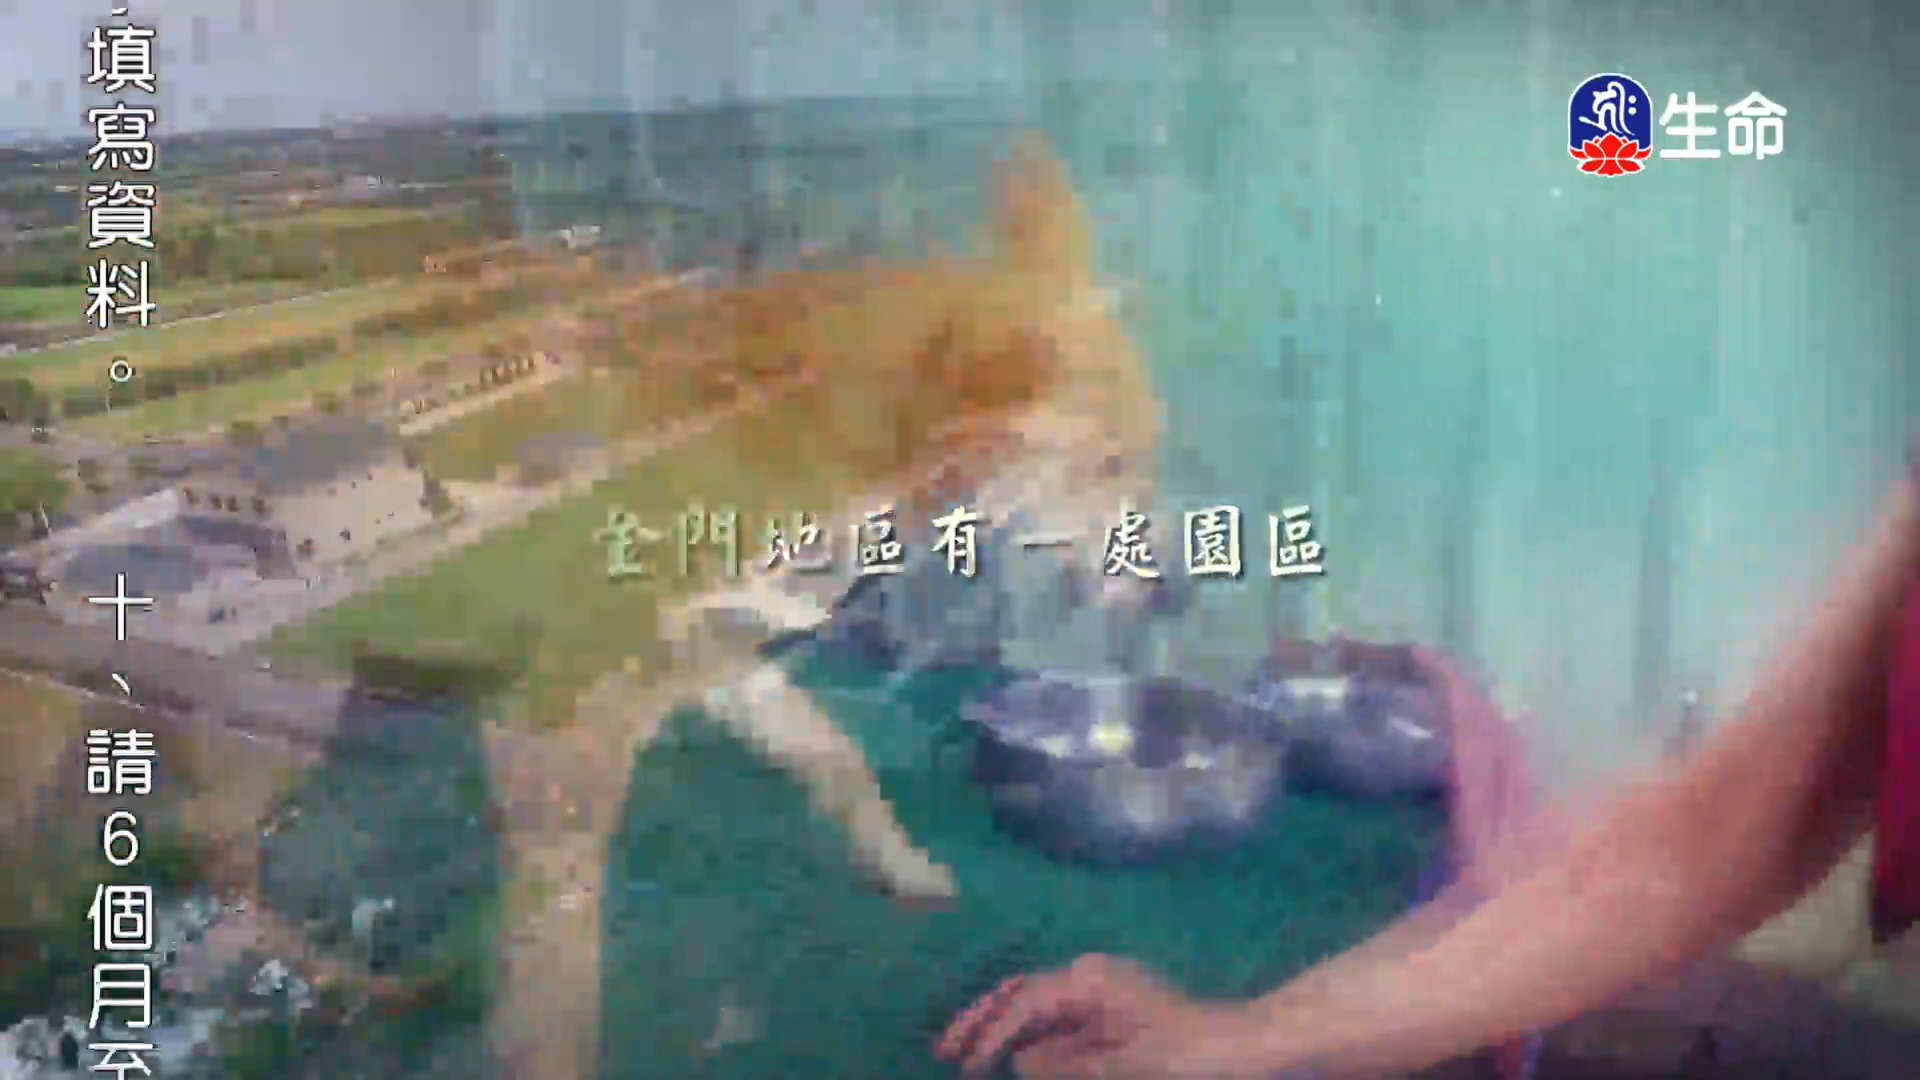 填寫資料。 十、請6個月至
生命
金門地區有一處園區